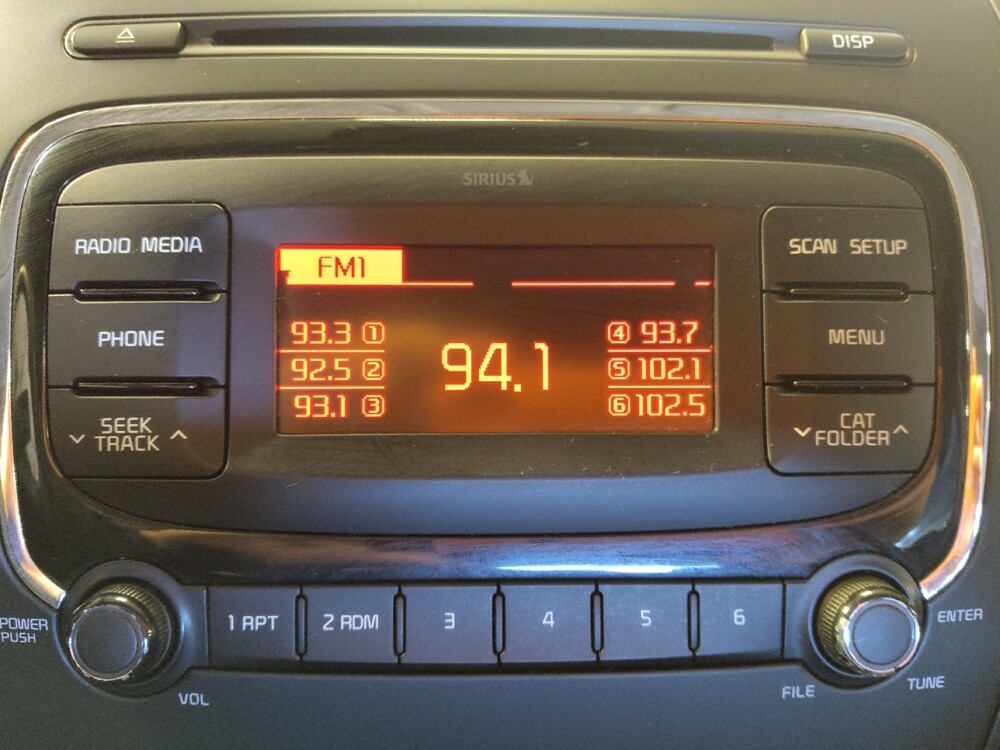 DISP
SIRIUS
RADIO MEDIA
SCAN SETUP
FM1
PHONE
MENU
93.3 1
92.5 2
93.1 3
94.1
4 93.7
5 102.1
6 102.5
SEEK
TRACK
CAT
FOLDER
POWER
PUSH
VOL
1 RPT
2 RDM
3
4
5
6
ENTER
FILE
TUNE